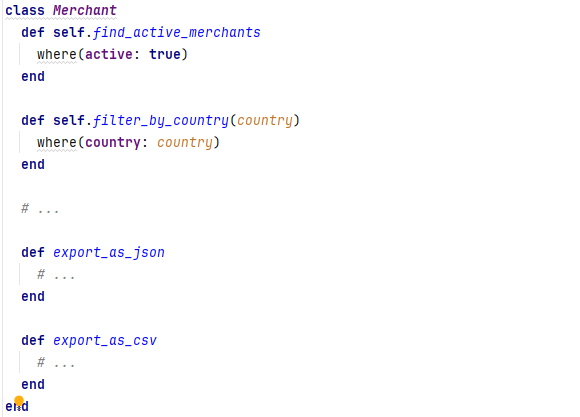 class Merchant
  def self.find_active_merchants
    where(active: true)
  end

  def self.filter_by_country(country)
    where(country: country)
  end

  # ...

  def export_as_json
    # ...
  end

  def export_as_csv
    # ...
  end
end